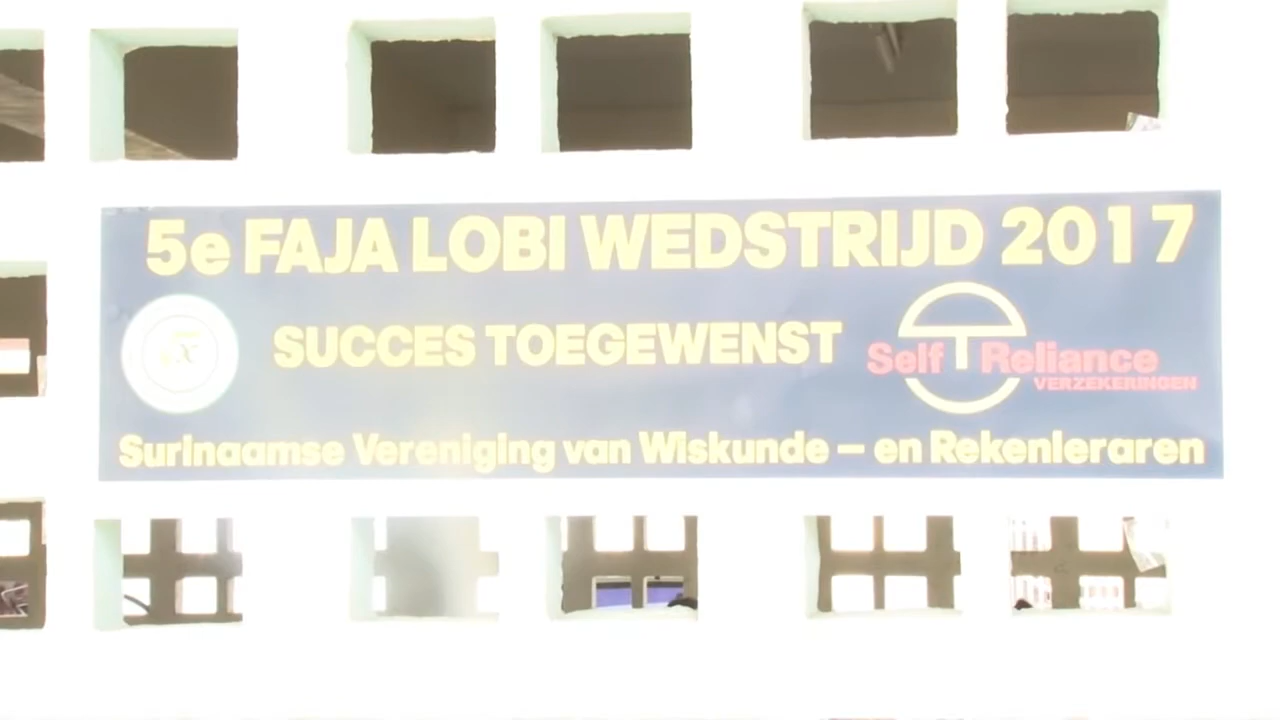 5e FAJA LOBI WEDSTRIJD 2017
SUCCES TOEGEWENST
Self Reliance
VERZEKERINGEN
Surinaamse Vereniging van Wiskunde – en Rekenleraren